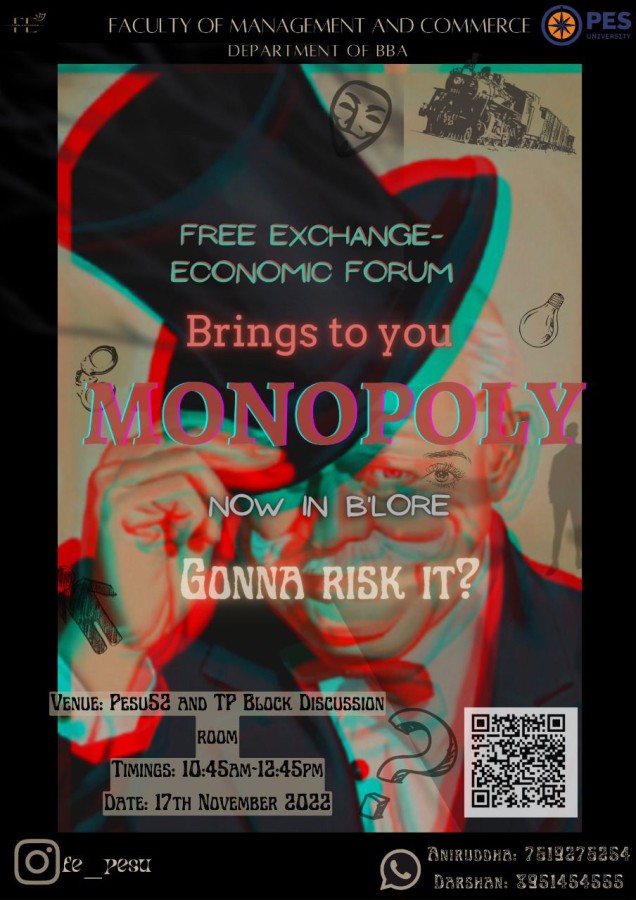 FE
FACULTY OF MANAGEMENT AND COMMERCE
DEPARTMENT OF BBA
PES
UNIVERSITY
FREE EXCHANGE-
ECONOMIC FORUM
Brings to you
MONOPOLY
NOW IN B'LORE
GONNA RISK IT?
VENUE: PESU52 AND TP BLOCK DISCUSSION
ROOM
TIMINGS: 10:45AM-12:45PM
DATE: 17TH NOVEMBER 2022
fe_pesu
ANIRUDDHA: 7619275254
DARSHAN: 8951454555